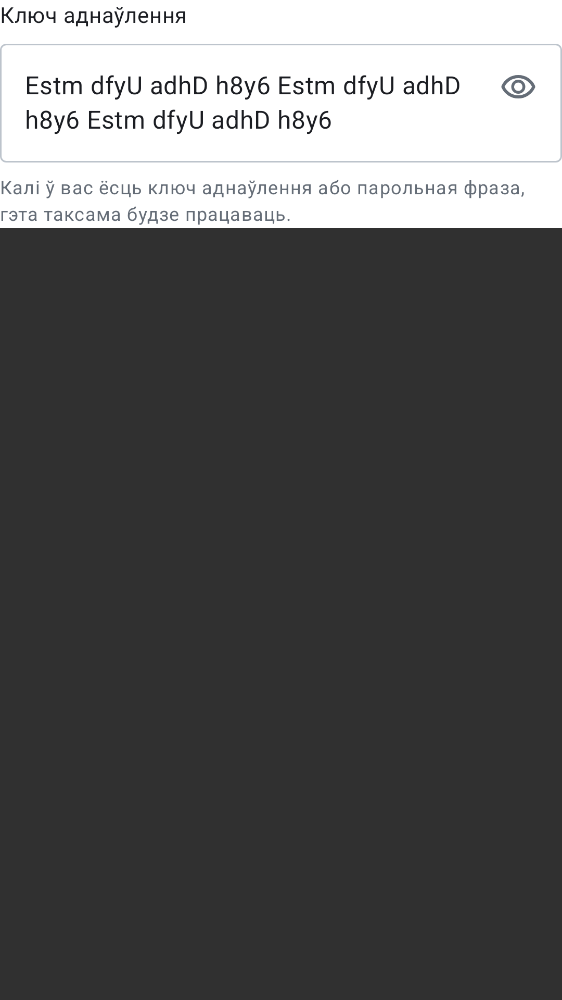 Ключ аднаўлення
Estm dfyU adhD h8y6 Estm dfyU adhD
h8y6 Estm dfyU adhD h8y6
Калі ў вас ёсць ключ аднаўлення або парольная фраза,
гэта таксама будзе працаваць.